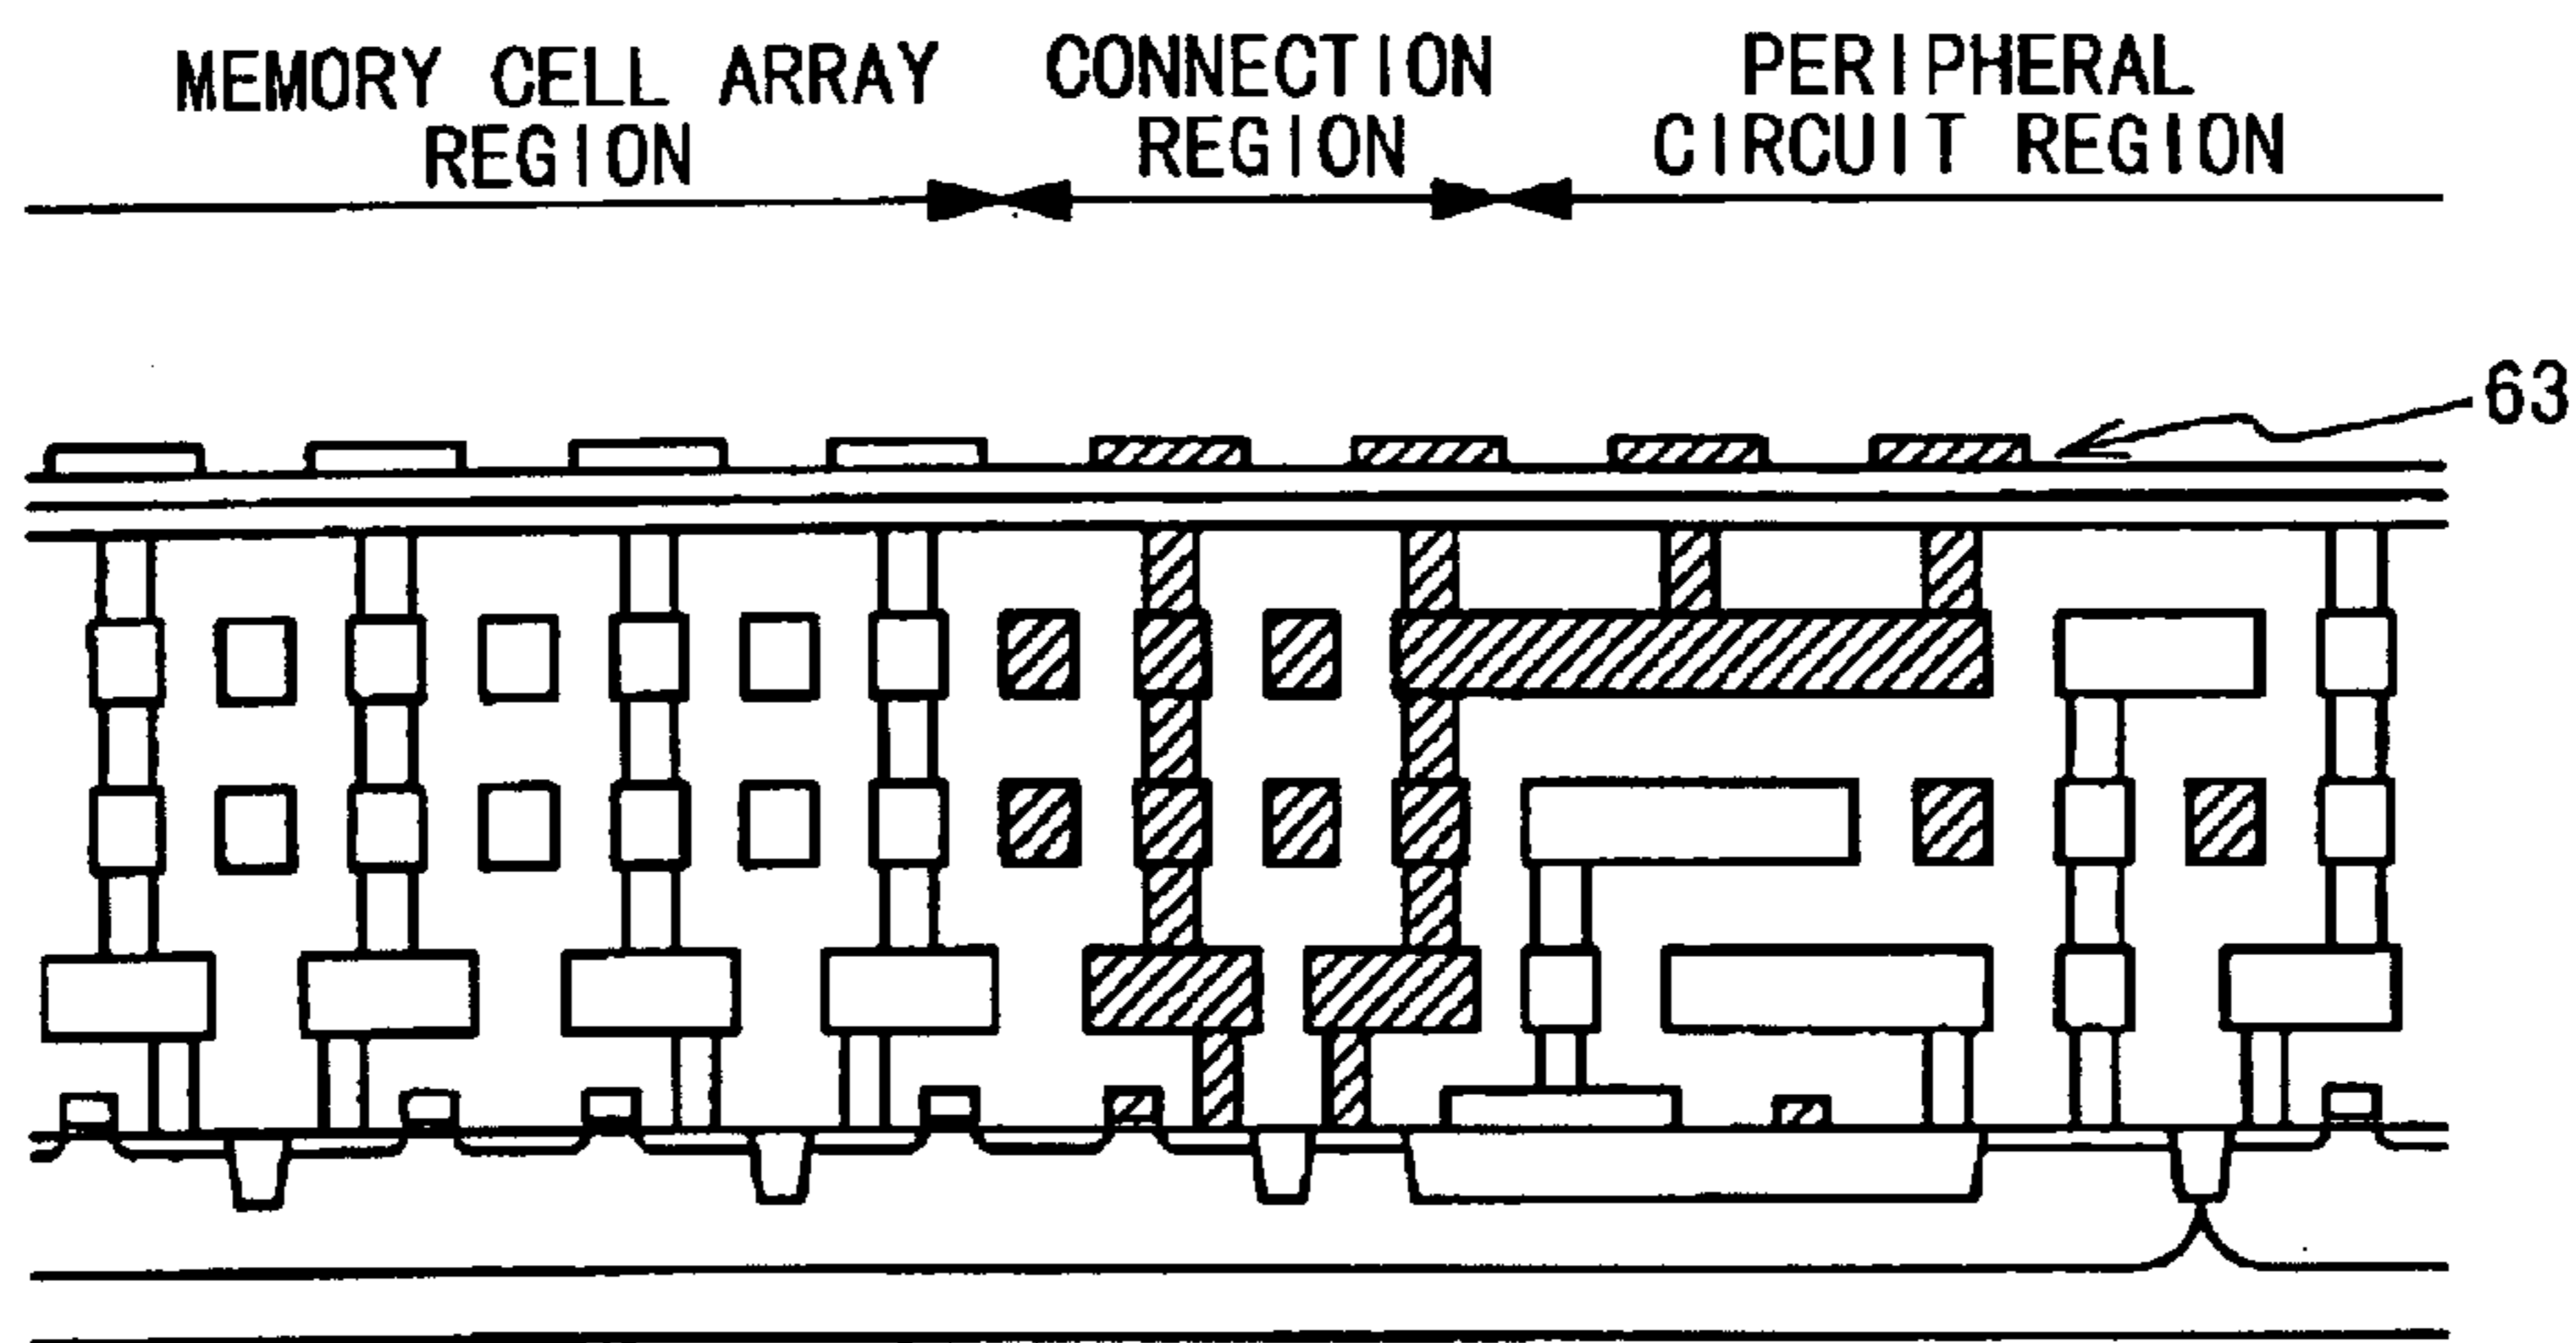 MEMORY CELL ARRAY
REGION
CONNECTION
REGION
PERIPHERAL
CIRCUIT REGION
63